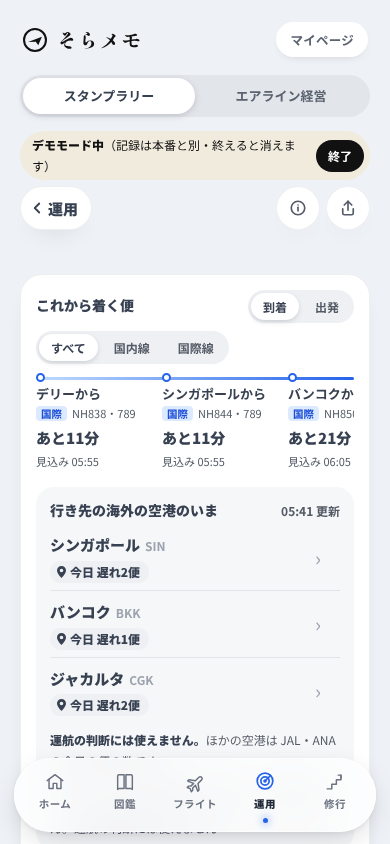 そらメモ
マイページ
スタンプラリー
エアライン経営
デモモード中（記録は本番と別・終えると消えます）
終了
運用
これから着く便
到着
出発
すべて
国内線
国際線
デリーから
国際 NH838・789
あと11分
見込み 05:55
シンガポールから
国際 NH844・789
あと11分
見込み 05:55
バンコクか
国際 NH850
あと21分
見込み 06:05
行き先の海外の空港のいま
05:41 更新
シンガポール SIN
今日 遅れ2便
バンコク BKK
今日 遅れ1便
ジャカルタ CGK
今日 遅れ2便
運航の判断には使えません。ほかの空港は JAL・ANA
ホーム
図鑑
フライト
運用
修行